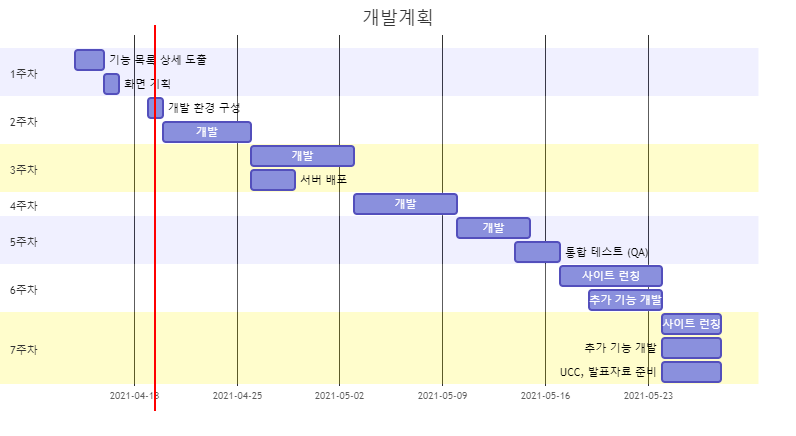 개발계획
1주차
기능 목록 상세 도출
화면 기획
2주차
개발 환경 구성
개발
3주차
개발
서버 배포
4주차
개발
5주차
개발
통합 테스트 (QA)
6주차
사이트 런칭
추가 기능 개발
7주차
사이트 런칭
추가 기능 개발
UCC, 발표자료 준비
2021-04-18
2021-04-25
2021-05-02
2021-05-09
2021-05-16
2021-05-23